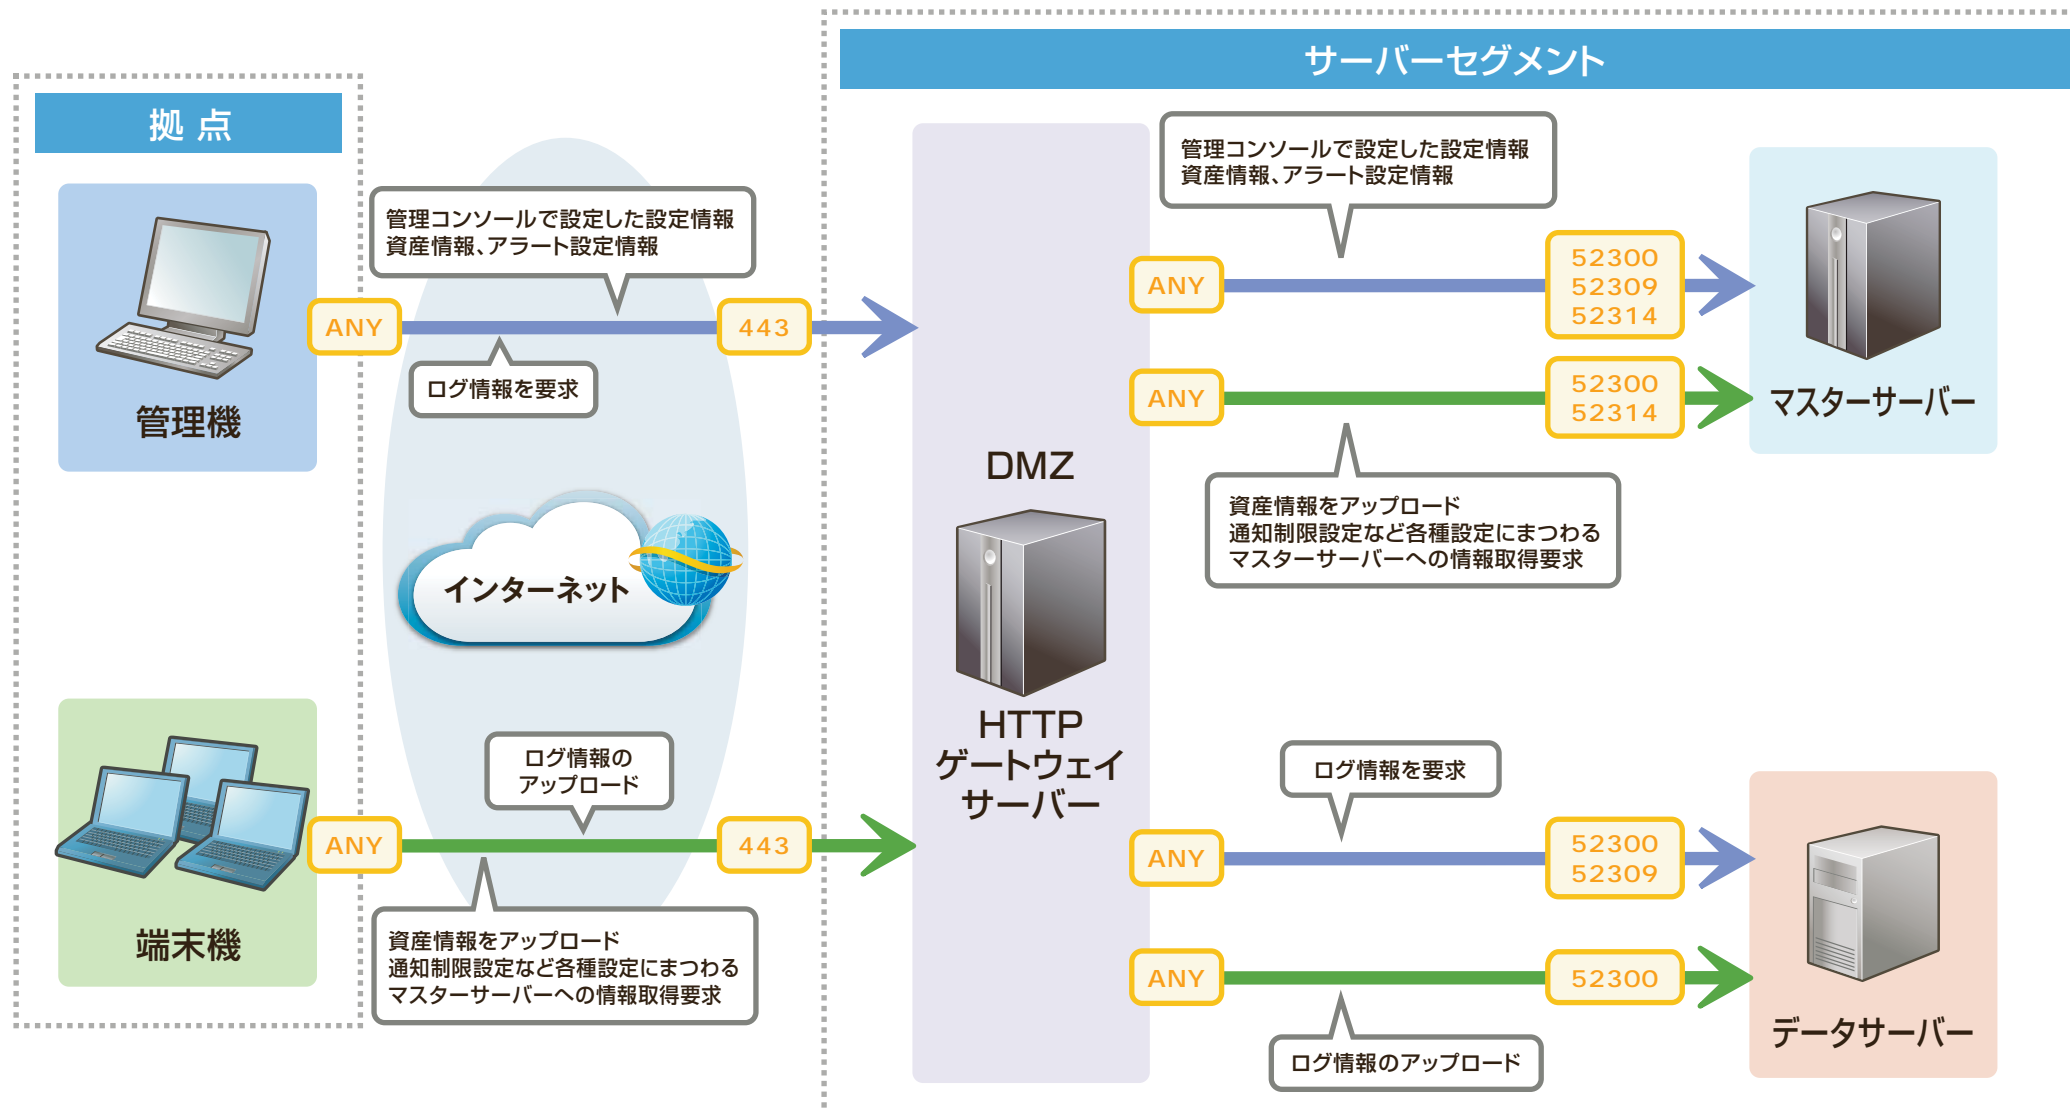 サーバーセグメント
拠 点
管理コンソールで設定した設定情報
資産情報、アラート設定情報
ANY
443
ログ情報を要求
管理機
インターネット
ログ情報の
アップロード
ANY
443
資産情報をアップロード
通知制限設定など各種設定にまつわる
マスターサーバーへの情報取得要求
端末機
DMZ
HTTP
ゲートウェイ
サーバー
管理コンソールで設定した設定情報
資産情報、アラート設定情報
ANY
52300
52309
52314
ANY
52300
52314
資産情報をアップロード
通知制限設定など各種設定にまつわる
マスターサーバーへの情報取得要求
マスターサーバー
ログ情報を要求
ANY
52300
52309
ANY
52300
ログ情報のアップロード
データサーバー